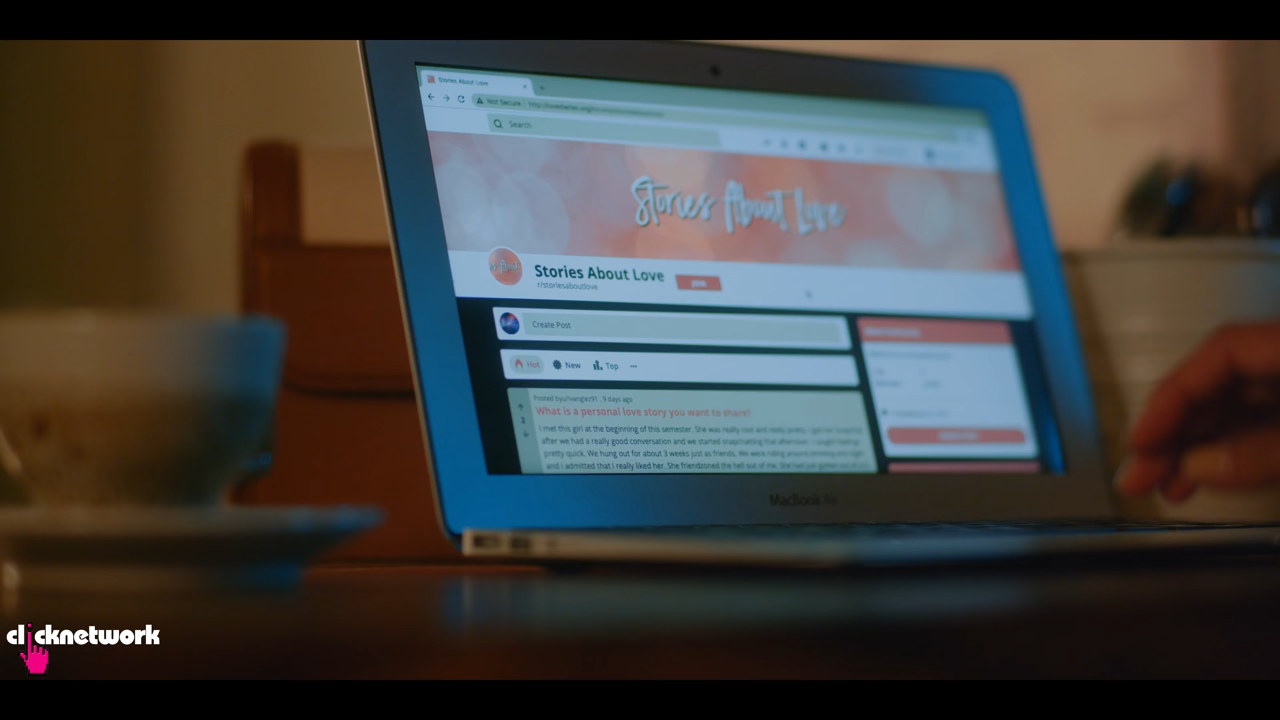 Stories About Love
Not Secure
Search
Stories About Love
Stories About Love
r/storiesaboutlove
Join
Create Post
Hot
New
Top
2
What is a personal love story you want to share?
I met this girl at the beginning of this semester. She was really cool and really pretty.
after we had a really good conversation and we started snapchatting that afternoon. I caught feelings
pretty quick. We hung out for about 3 weeks just as friends. We were riding around
and I admitted that I really liked her. She friendzoned the hell out of me. She had just gotten out of
MacBook Air
clicknetwork